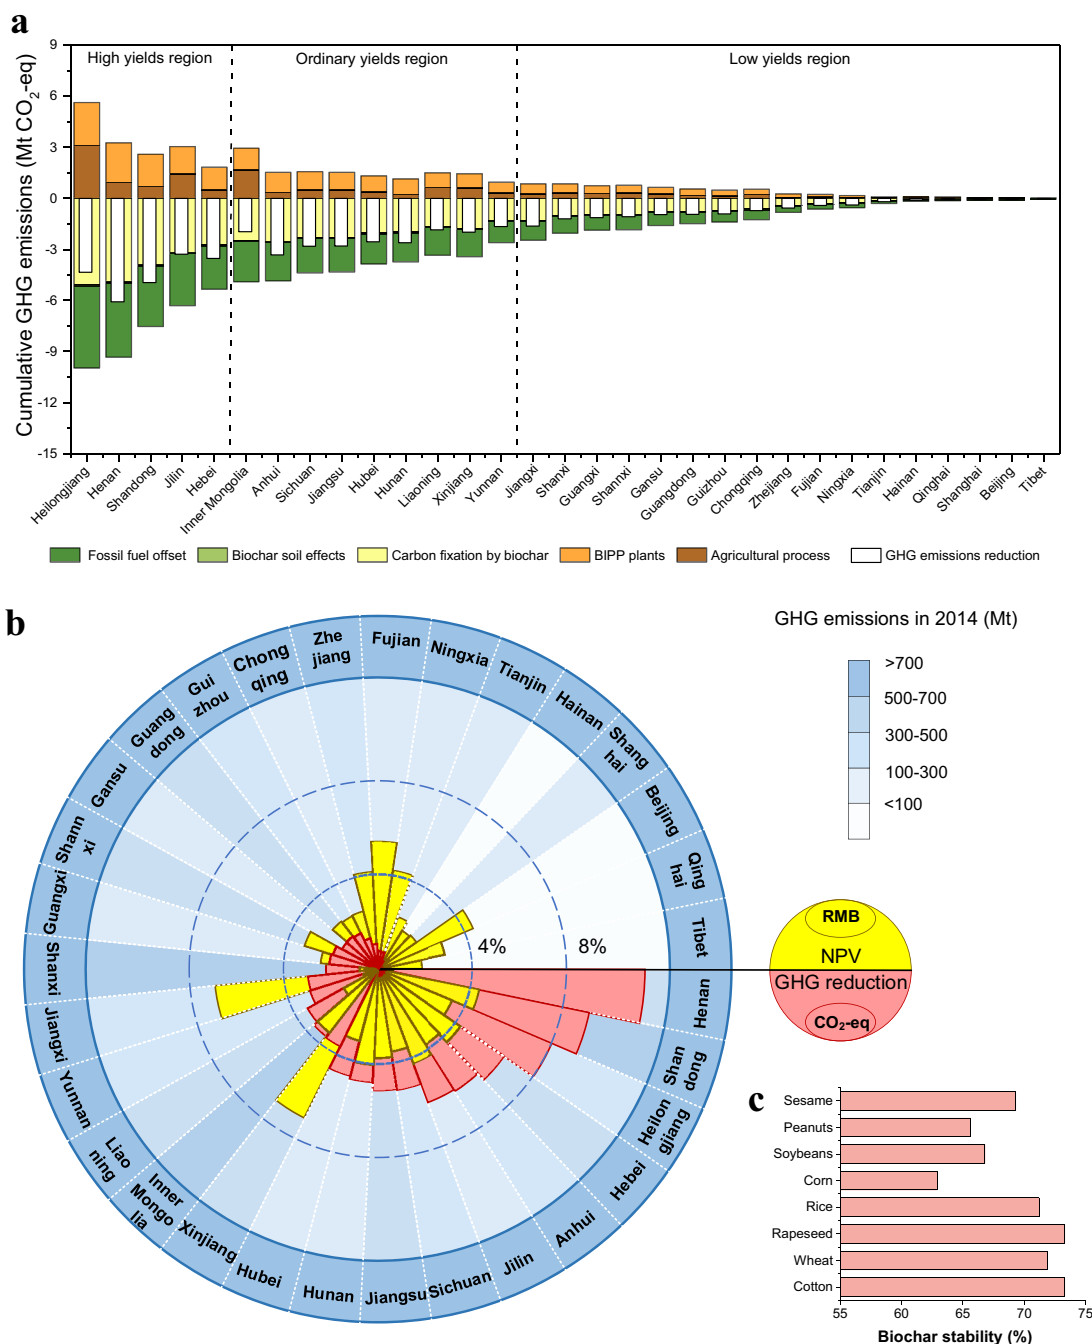 a
9
6
3
0
-3
-6
-9
-12
-15
Cumulative GHG emissions (Mt CO2-eq)
High yields region
Ordinary yields region
Low yields region
Heilongjiang
Henan
Shandong
Jilin
Hebei
Inner Mongolia
Anhui
Sichuan
Jiangsu
Hubei
Hunan
Liaoning
Xinjiang
Yunnan
Jiangxi
Shanxi
Guangxi
Shannxi
Gansu
Guangdong
Guizhou
Chongqing
Zhejiang
Fujian
Ningxia
Tianjin
Hainan
Qinghai
Shanghai
Beijing
Tibet
Fossil fuel offset
Biochar soil effects
Carbon fixation by biochar
BIPP plants
Agricultural process
GHG emissions reduction
b
Fujian
Ningxia
Tianjin
Hainan
Shang
hai
Beijing
Qing
hai
Tibet
Henan
Shan
dong
Heilon
gjiang
Hebei
Anhui
Jilin
Sichuan
Jiangsu
Hunan
Hubei
Xinjiang
Inner
Mongo
lia
Liao
ning
Yunnan
Jiangxi
Shanxi
Guangxi
Shann
xi
Gansu
Guang
dong
Gui
zhou
Chong
qing
Zhe
jiang
4%
8%
GHG emissions in 2014 (Mt)
>700
500-700
300-500
100-300
<100
RMB
NPV
GHG reduction
CO2-eq
c
Sesame
Peanuts
Soybeans
Corn
Rice
Rapeseed
Wheat
Cotton
55
60
65
70
75
Biochar stability (%)